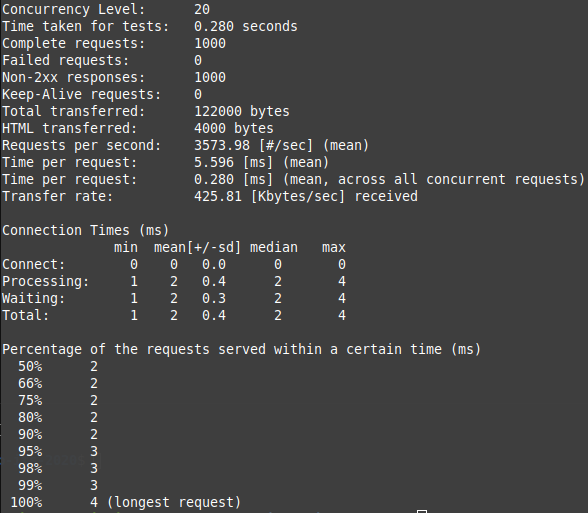 Concurrency Level:      20
Time taken for tests:   0.280 seconds
Complete requests:      1000
Failed requests:        0
Non-2xx responses:      1000
Keep-Alive requests:    0
Total transferred:      122000 bytes
HTML transferred:       4000 bytes
Requests per second:    3573.98 [#/sec] (mean)
Time per request:       5.596 [ms] (mean)
Time per request:       0.280 [ms] (mean, across all concurrent requests)
Transfer rate:          425.81 [Kbytes/sec] received

Connection Times (ms)
              min  mean[+/-sd] median   max
Connect:        0    0   0.0      0       0
Processing:     1    2   0.4      2       4
Waiting:        1    2   0.3      2       4
Total:          1    2   0.4      2       4

Percentage of the requests served within a certain time (ms)
  50%      2
  66%      2
  75%      2
  80%      2
  90%      2
  95%      3
  98%      3
  99%      3
 100%      4 (longest request)